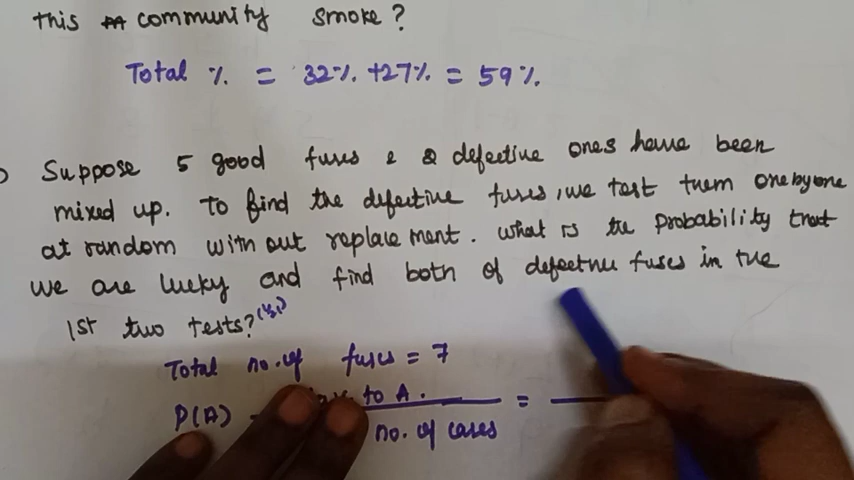 this community smoke?
Total % = 32% + 27% = 59%
Suppose 5 good fuses & 2 defective ones have been
mixed up. To find the defective fuses, we test them one by one
at random with out replacement. What is the probability that
we are lucky and find both of defective fuses in the
1st two tests?
Total no. of fuses = 7
P(A) to A. =
no. of cases